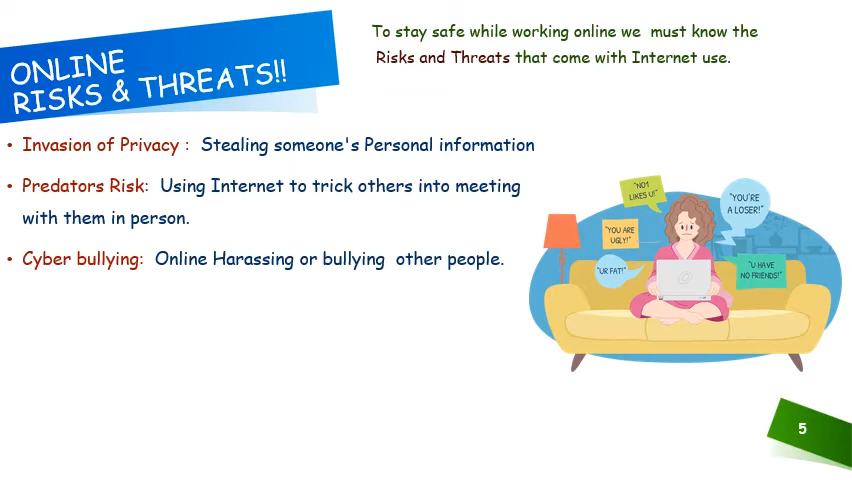 ONLINE
RISKS & THREATS!!
To stay safe while working online we must know the
Risks and Threats that come with Internet use.
• Invasion of Privacy : Stealing someone's Personal information
• Predators Risk: Using Internet to trick others into meeting
with them in person.
• Cyber bullying: Online Harassing or bullying other people.
"NO1
LIKES U!"
"YOU'RE
A LOSER!"
"YOU ARE
UGLY!"
"UR FAT!"
"U HAVE
NO FRIENDS!"
5